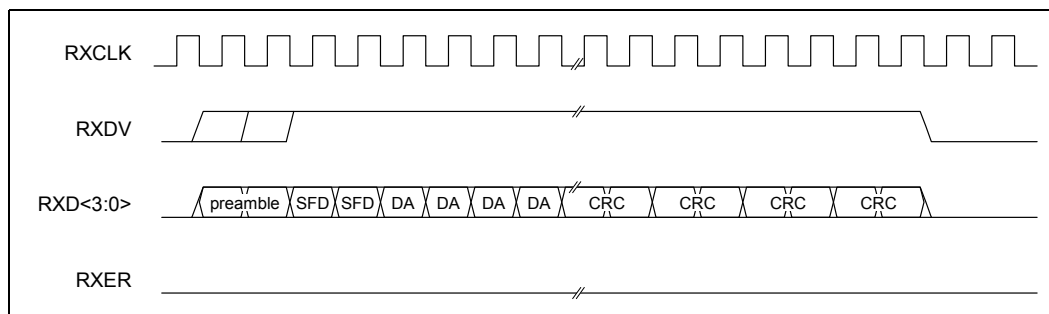 RXCLK
RXDV
RXD<3:0> preamble SFD SFD DA DA DA DA CRC CRC CRC CRC
RXER